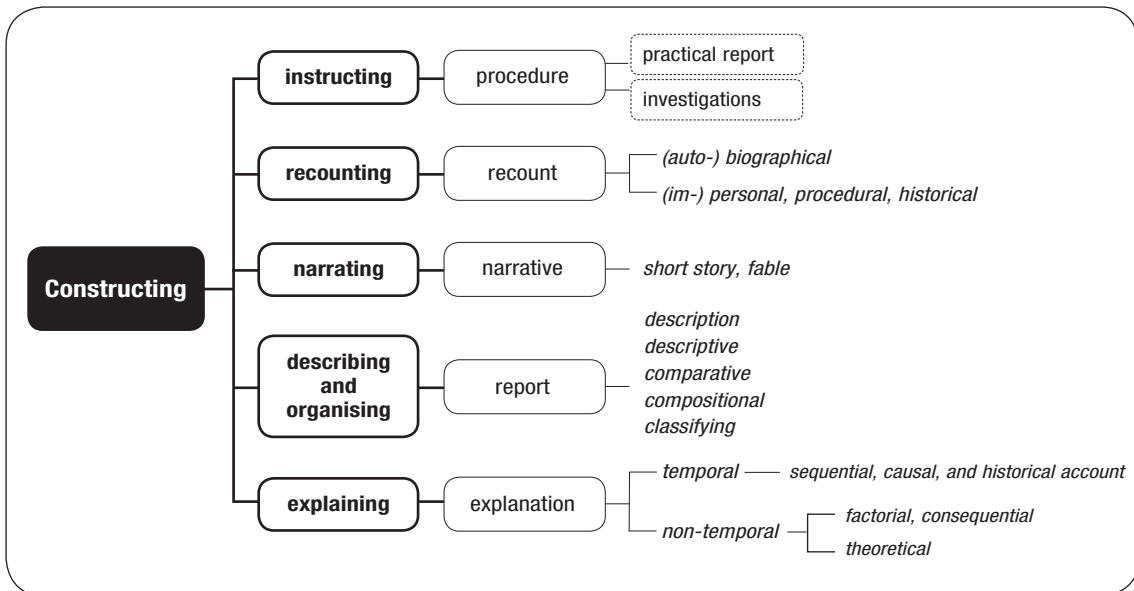 Constructing
instructing
procedure
practical report
investigations
recounting
recount
(auto-) biographical
(im-) personal, procedural, historical
narrating
narrative
short story, fable
describing
and
organising
report
description
descriptive
comparative
compositional
classifying
explaining
explanation
temporal
sequential, causal, and historical account
non-temporal
factorial, consequential
theoretical